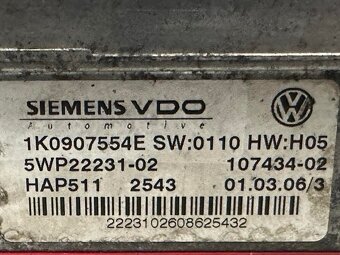 SIEMENS VDO
Automotive
1K0907554E SW:0110 HW:H05
5WP22231-02 107434-02
HAP511 2543 01.03.06/3
2223102608625432